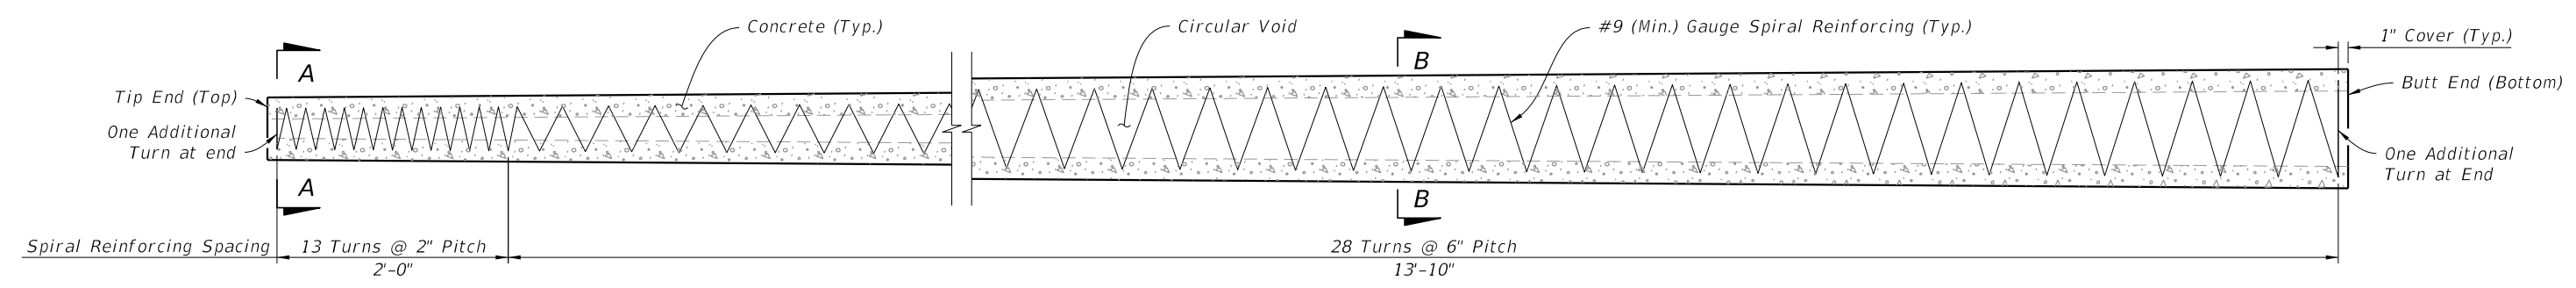 Concrete (Typ.)
Circular Void
#9 (Min.) Gauge Spiral Reinforcing (Typ.)
1" Cover (Typ.)
A
B
Tip End (Top)
Butt End (Bottom)
One Additional
Turn at end
One Additional
Turn at End
A
B
Spiral Reinforcing Spacing
13 Turns @ 2" Pitch
2'-0"
28 Turns @ 6" Pitch
13'-10"